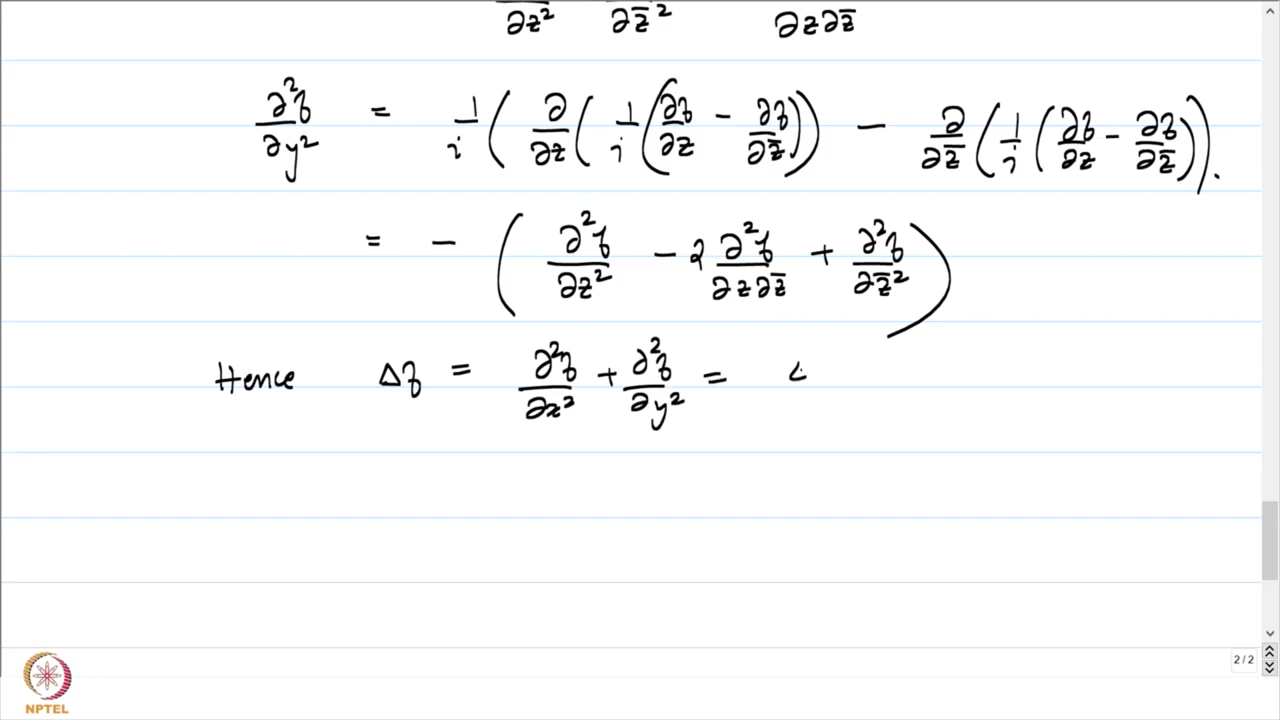 ∂z² ∂z̄² ∂z∂z̄
∂²f/∂y² = 1/i ( ∂/∂z ( 1/i ( ∂f/∂z − ∂f/∂z̄ ) ) − ∂/∂z̄ ( 1/i ( ∂f/∂z − ∂f/∂z̄ ) ) .
= − ( ∂²f/∂z² − 2 ∂²f/∂z∂z̄ + ∂²f/∂z̄² )
Hence Δf = ∂²f/∂x² + ∂²f/∂y² =
2 / 2
NPTEL